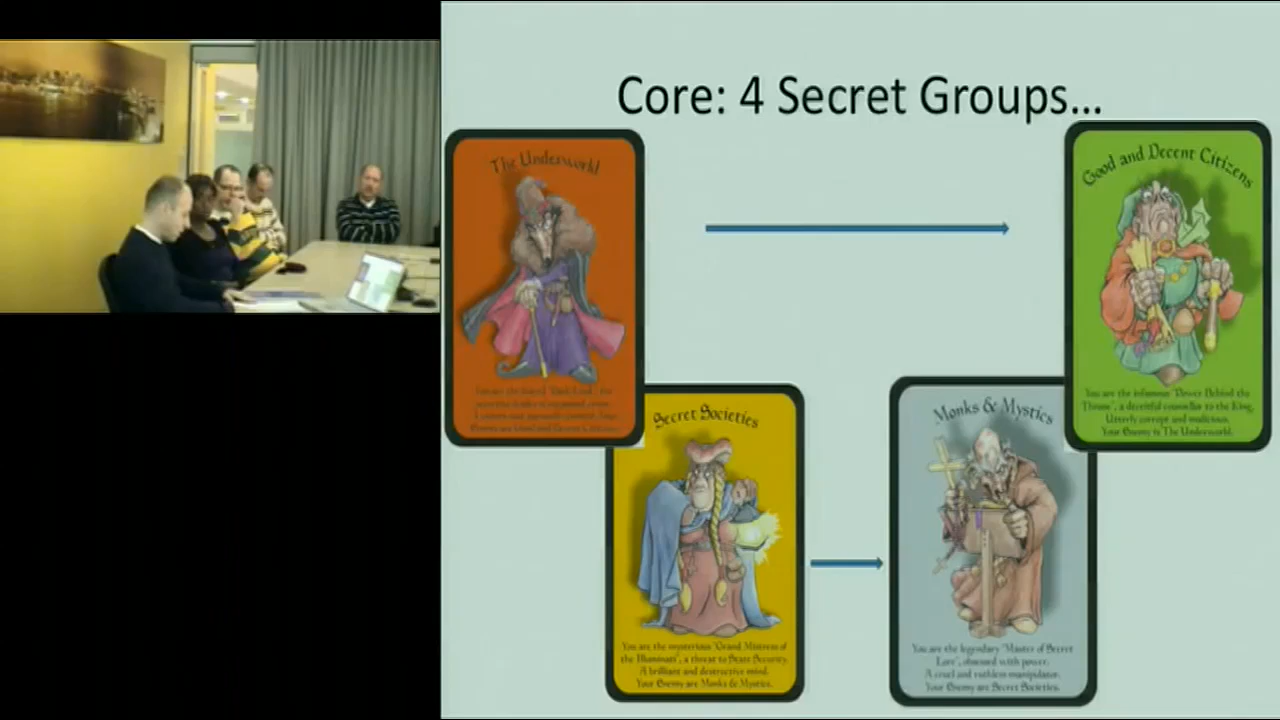 Core: 4 Secret Groups...
The Underworld
Good and Decent Citizens
You are the infamous "Power Behind the
Throne", a deceitful counsellor to the King.
Utterly corrupt and malicious.
Your Enemy is The Underworld.
Secret Societies
You are the mysterious "Grand Mistress of
the Illuminati", a threat to State Security.
A brilliant and destructive mind.
Your Enemy are Monks & Mystics.
Monks & Mystics
You are the legendary "Master of Secret
Lore", obsessed with power.
A cruel and ruthless manipulator.
Your Enemy are Secret Societies.